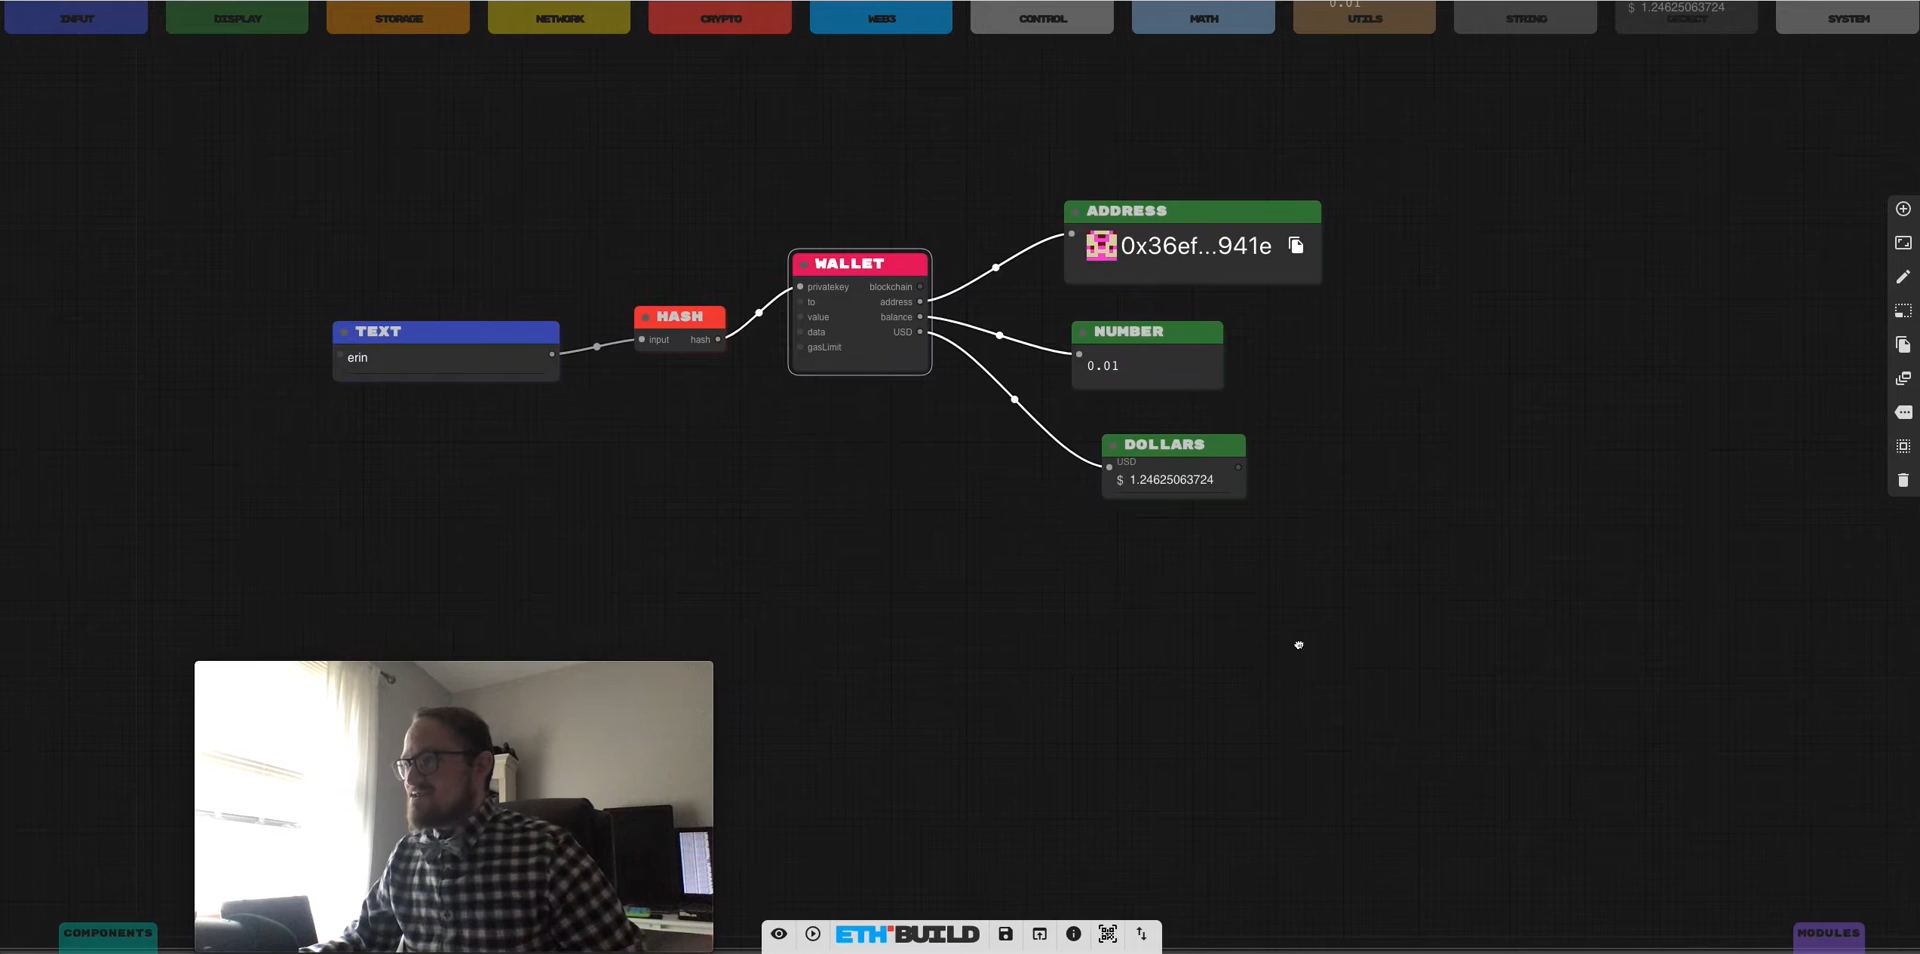 INPUT
DISPLAY
STORAGE
NETWORK
CRYPTO
WEB3
CONTROL
MATH
0.01
UTILS
STRING
$ 1.24625063724
OBJECT
SYSTEM
ADDRESS
0x36ef...941e
WALLET
privatekey blockchain
to address
value balance
data USD
gasLimit
HASH
input hash
TEXT
erin
NUMBER
0.01
DOLLARS
USD
$ 1.24625063724
COMPONENTS
ETH BUILD
MODULES